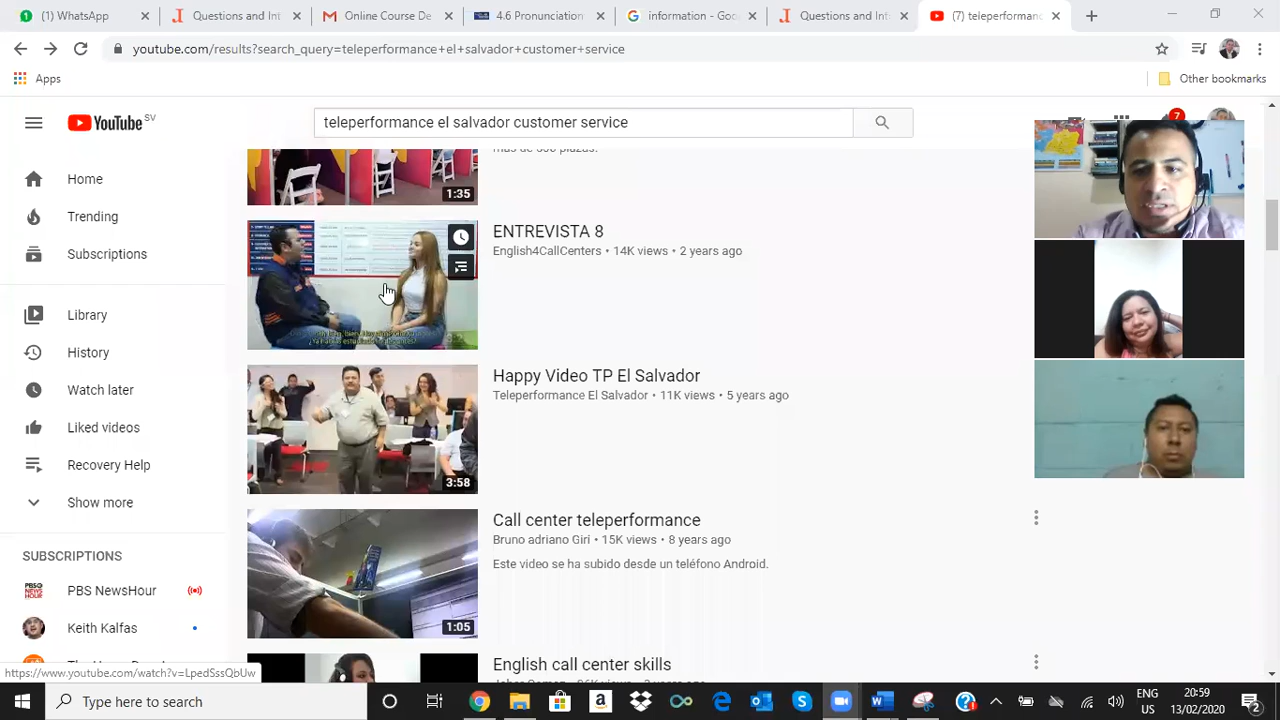 (1) WhatsApp
Questions and Int
Online Course De
4.6 Pronunciation
information - Goo
Questions and Int
(7) teleperforman
youtube.com/results?search_query=teleperformance+el+salvador+customer+service
Apps
Other bookmarks
YouTube SV
teleperformance el salvador customer service
7
Home
Trending
Subscriptions
Library
History
Watch later
Liked videos
Recovery Help
Show more
SUBSCRIPTIONS
PBS NewsHour
Keith Kalfas
1:35
ENTREVISTA 8
English4CallCenters • 14K views • 2 years ago
Happy Video TP El Salvador
Teleperformance El Salvador • 11K views • 5 years ago
3:58
Call center teleperformance
Bruno adriano Giri • 15K views • 8 years ago
Este video se ha subido desde un teléfono Android.
1:05
English call center skills
https://www.youtube.com/watch?v=LpedSssQbUw
Type here to search
ENG
HN
20:59
13/02/2020
2